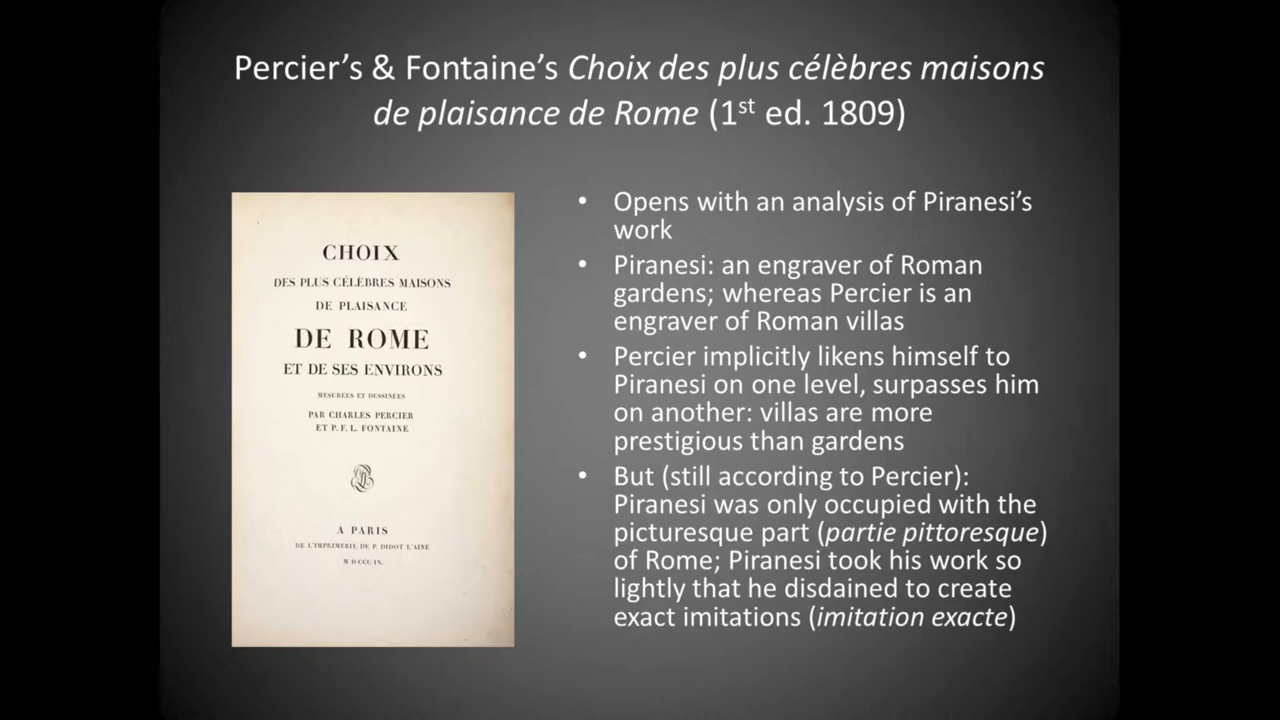 Percier’s & Fontaine’s Choix des plus célèbres maisons
de plaisance de Rome (1st ed. 1809)
CHOIX
DES PLUS CÉLÈBRES MAISONS
DE PLAISANCE
DE ROME
ET DE SES ENVIRONS
MESURÉES ET DESSINÉES
PAR CHARLES PERCIER
ET P. F. L. FONTAINE
À PARIS
DE L'IMPRIMERIE DE P. DIDOT L'AINE
M D CCC IX.
• Opens with an analysis of Piranesi’s
work
• Piranesi: an engraver of Roman
gardens; whereas Percier is an
engraver of Roman villas
• Percier implicitly likens himself to
Piranesi on one level, surpasses him
on another: villas are more
prestigious than gardens
• But (still according to Percier):
Piranesi was only occupied with the
picturesque part (partie pittoresque)
of Rome; Piranesi took his work so
lightly that he disdained to create
exact imitations (imitation exacte)